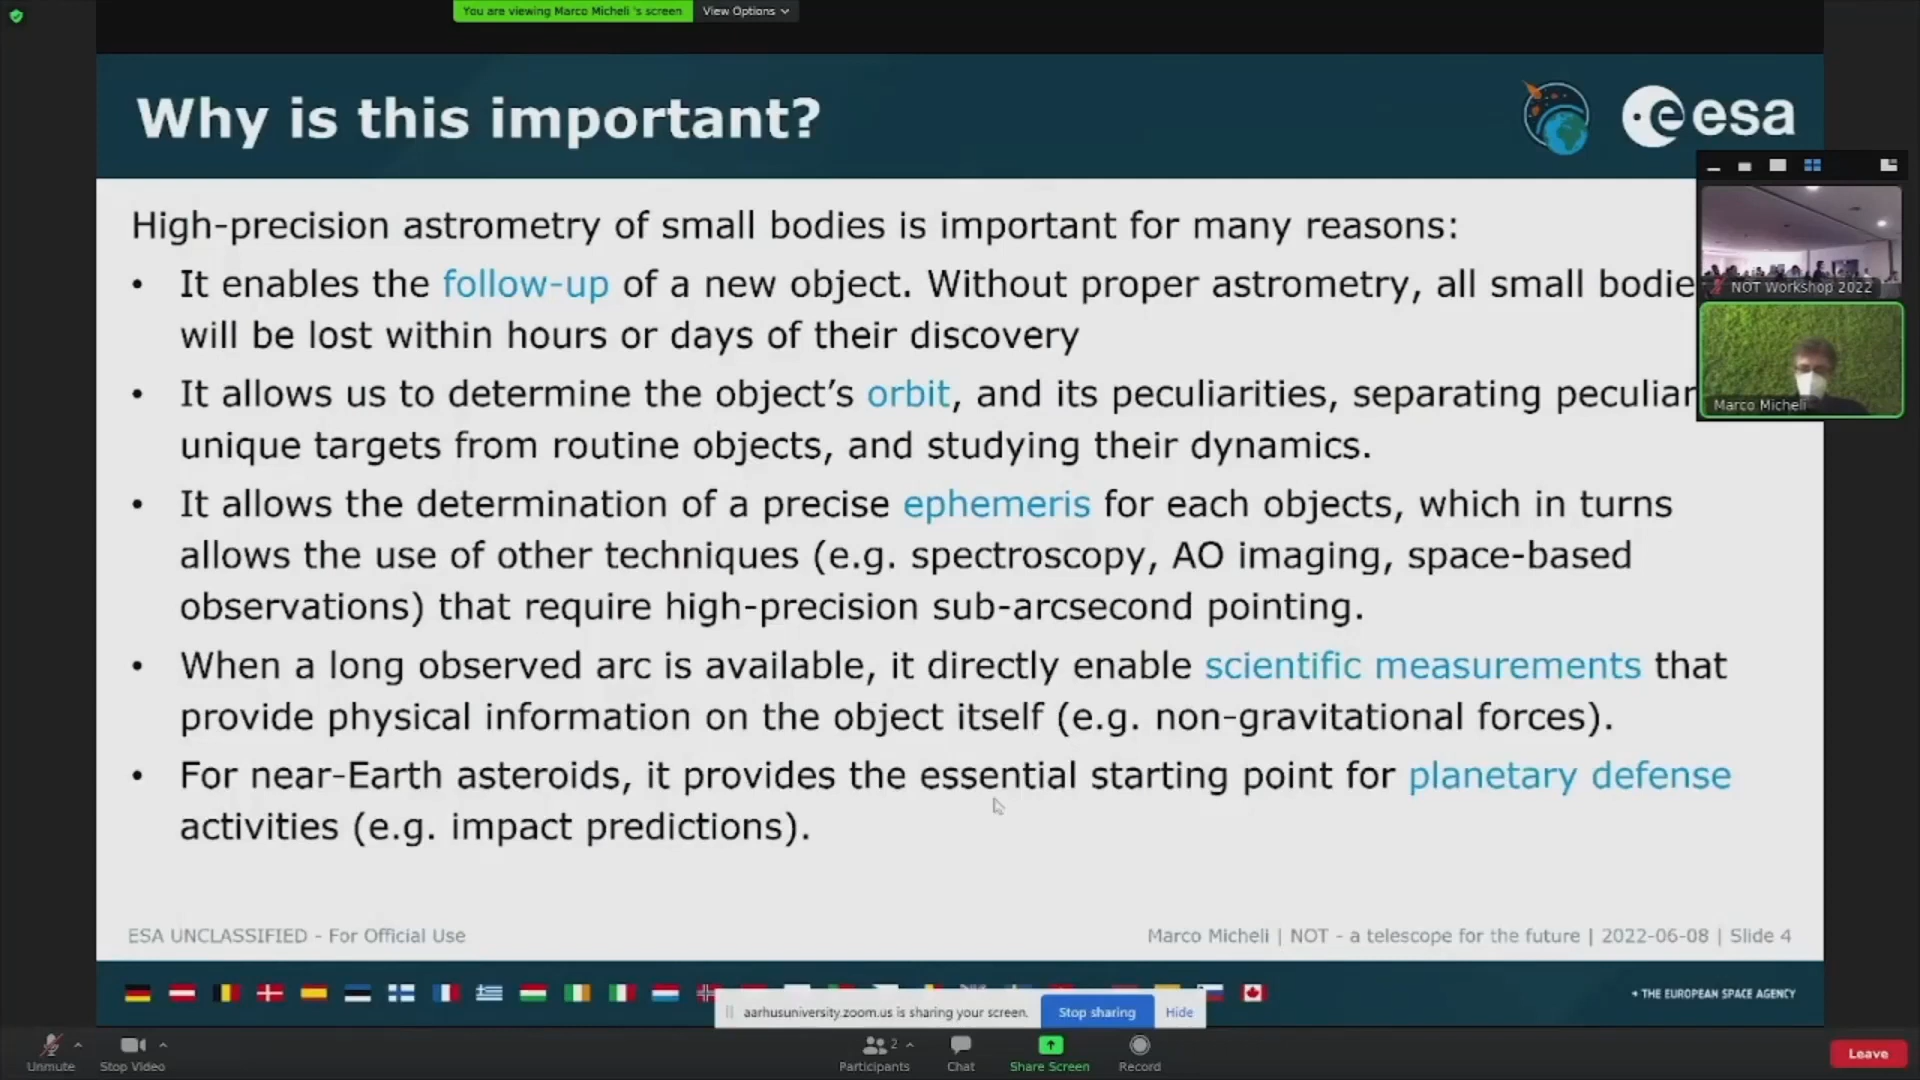 You are viewing Marco Micheli 's screen
View Options
Why is this important?
esa
High-precision astrometry of small bodies is important for many reasons:
• It enables the follow-up of a new object. Without proper astrometry, all small bodie
will be lost within hours or days of their discovery
• It allows us to determine the object's orbit, and its peculiarities, separating peculiar
unique targets from routine objects, and studying their dynamics.
• It allows the determination of a precise ephemeris for each objects, which in turns
allows the use of other techniques (e.g. spectroscopy, AO imaging, space-based
observations) that require high-precision sub-arcsecond pointing.
• When a long observed arc is available, it directly enable scientific measurements that
provide physical information on the object itself (e.g. non-gravitational forces).
• For near-Earth asteroids, it provides the essential starting point for planetary defense
activities (e.g. impact predictions).
NOT Workshop 2022
Marco Micheli
ESA UNCLASSIFIED - For Official Use
Marco Micheli | NOT - a telescope for the future | 2022-06-08 | Slide 4
→ THE EUROPEAN SPACE AGENCY
aarhusuniversity.zoom.us is sharing your screen.
Stop sharing
Hide
Unmute
Stop Video
2
Participants
Chat
Share Screen
Record
Leave